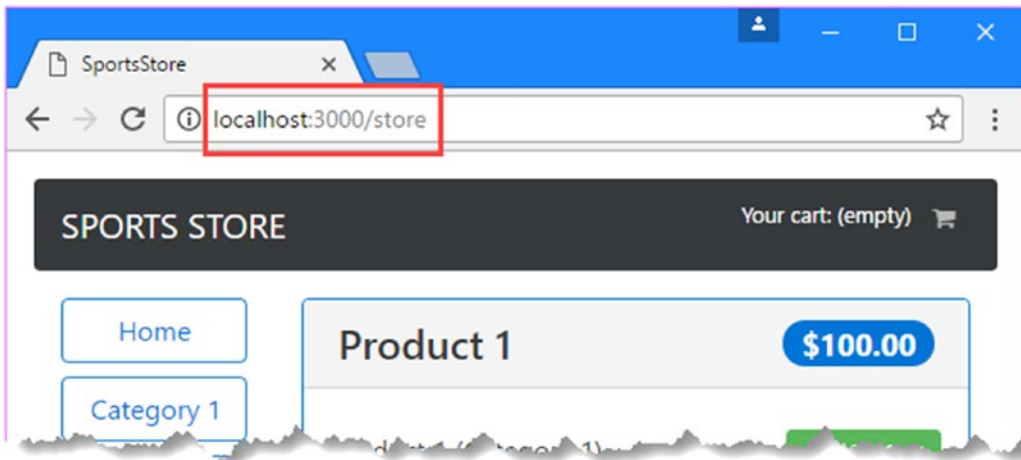 SportsStore
localhost:3000/store
SPORTS STORE
Your cart: (empty)
Home
Product 1
$100.00
Category 1